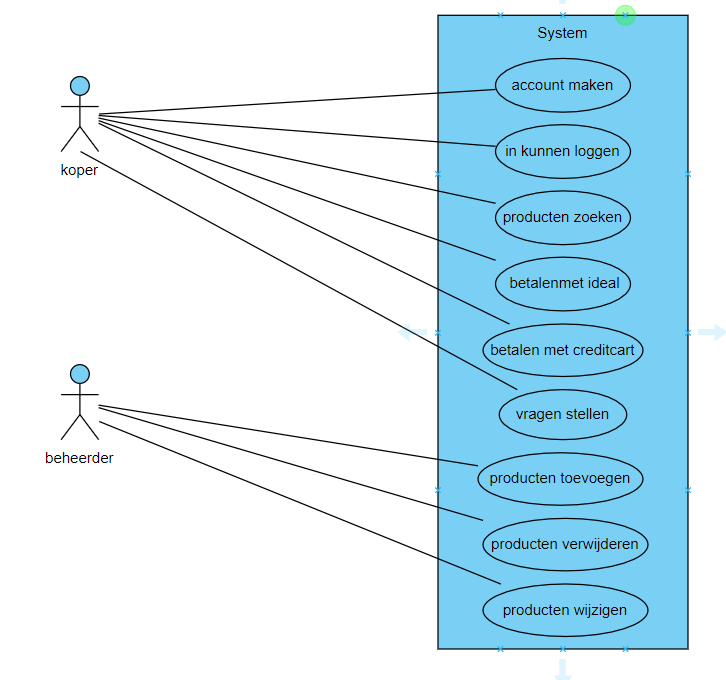 System
account maken
in kunnen loggen
koper
producten zoeken
betalenmet ideal
betalen met creditcart
vragen stellen
beheerder
producten toevoegen
producten verwijderen
producten wijzigen